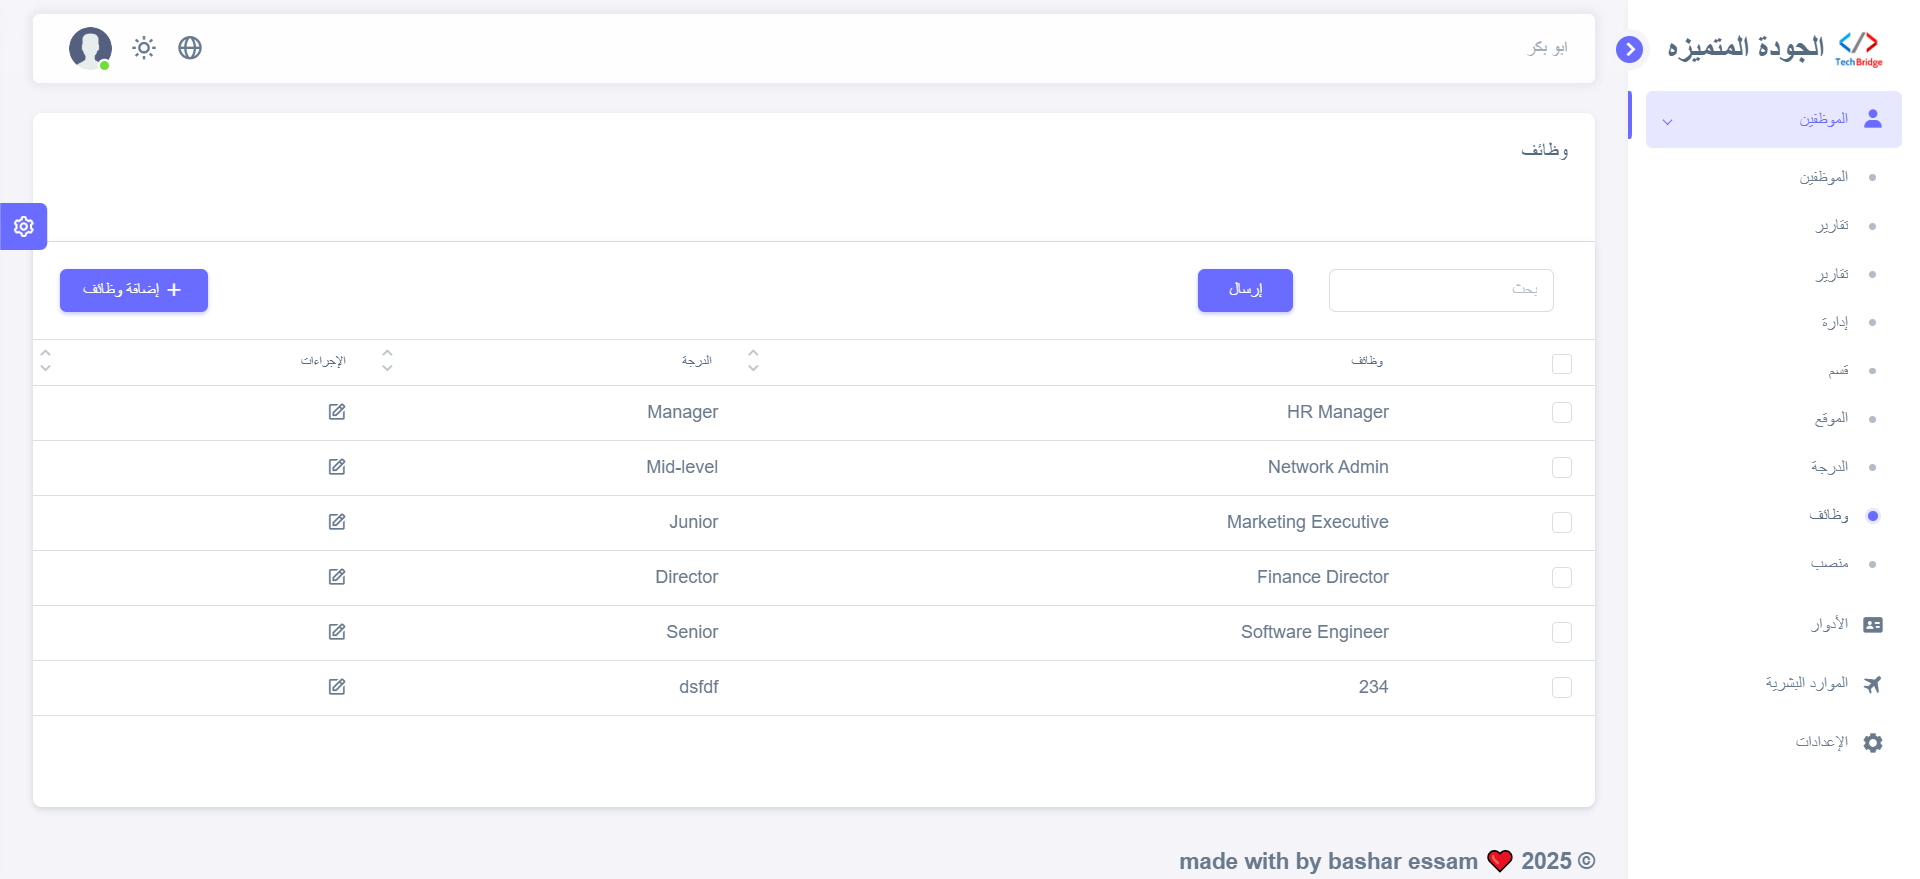 الجودة المتميزه
TechBridge
ابو بكر
الموظفين
الموظفين
تقارير
تقارير
إدارة
قسم
الموقع
الدرجة
وظائف
منصب
الأدوار
الموارد البشرية
الإعدادات
وظائف
بحث
إرسال
إضافة وظائف
وظائف الدرجة الإجراءات
HR Manager Manager
Network Admin Mid-level
Marketing Executive Junior
Finance Director Director
Software Engineer Senior
234 dsfdf
© 2025 ❤️ made with by bashar essam